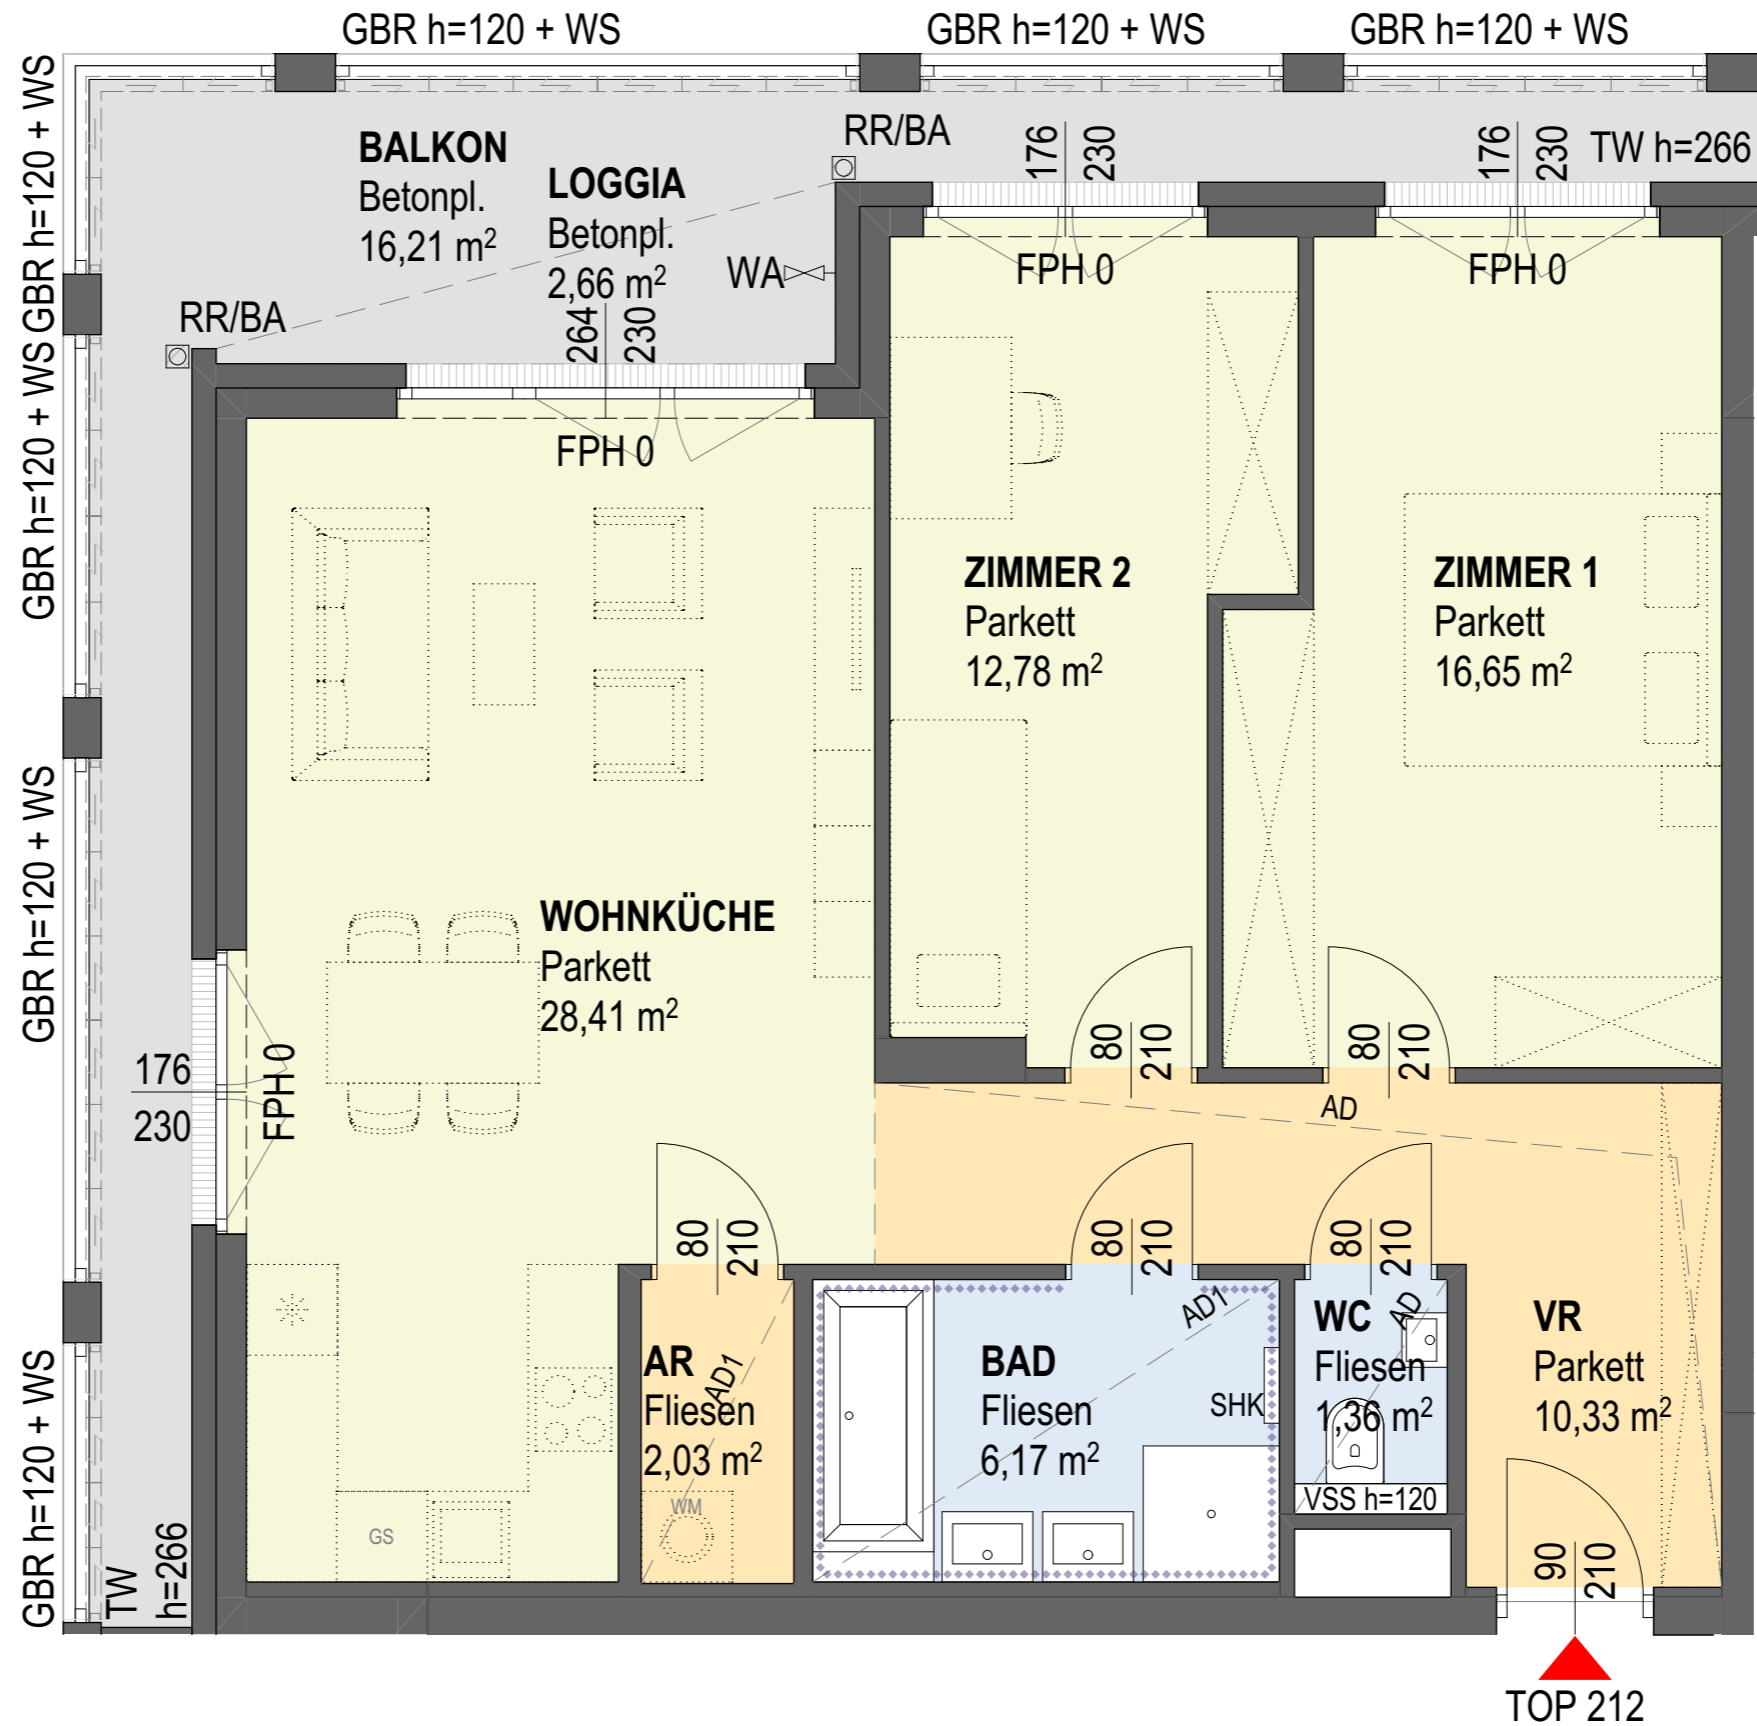 GBR h=120 + WS
GBR h=120 + WS
GBR h=120 + WS
GBR h=120 + WS
GBR h=120 + WS
GBR h=120 + WS
GBR h=120 + WS
BALKON
Betonpl.
16,21 m²
LOGGIA
Betonpl.
2,66 m²
RR/BA
RR/BA
WA
176
230
176
230
TW h=266
264
230
FPH 0
FPH 0
FPH 0
ZIMMER 2
Parkett
12,78 m²
ZIMMER 1
Parkett
16,65 m²
WOHNKÜCHE
Parkett
28,41 m²
176
230
FPH 0
80
210
80
210
AD
80
210
80
210
80
210
AR
Fliesen
2,03 m²
AD1
WM
GS
BAD
Fliesen
6,17 m²
AD1
SHK
WC
Fliesen
1,36 m²
AD
VSS h=120
VR
Parkett
10,33 m²
90
210
TW
h=266
TOP 212